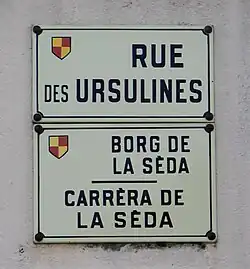 RUE
DES URSULINES
BORG DE
LA SÈDA
CARRÈRA DE
LA SÈDA